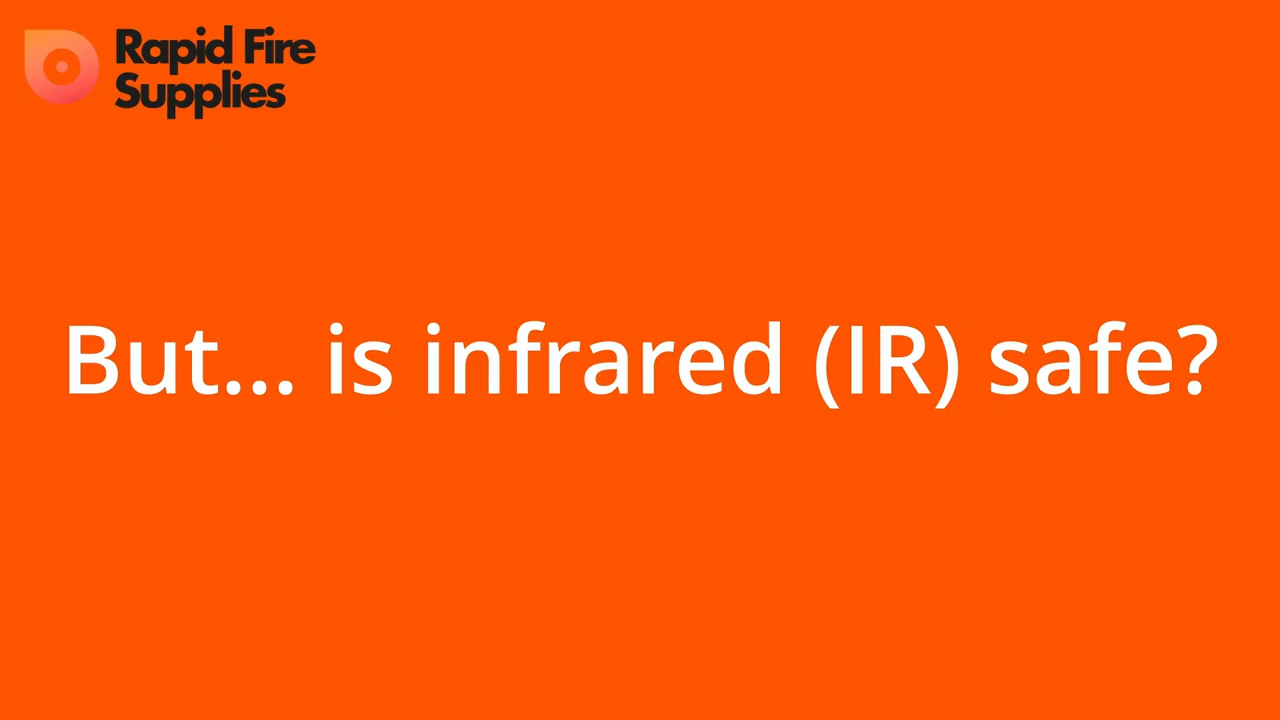 Rapid Fire
Supplies
But... is infrared (IR) safe?